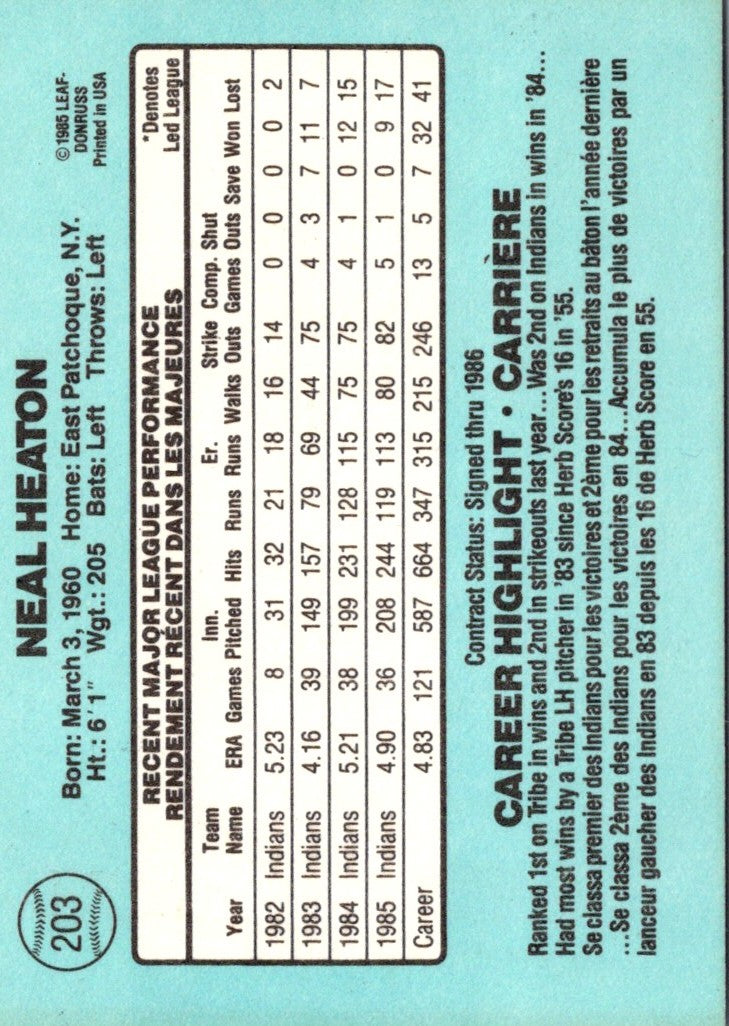 203
NEAL HEATON
Born: March 3, 1960 Home: East Patchoque, N.Y.
Ht.: 6' 1" Wgt.: 205 Bats: Left Throws: Left
© 1985 LEAF-
DONRUSS
Printed in USA
RECENT MAJOR LEAGUE PERFORMANCE
RENDEMENT RÉCENT DANS LES MAJEURES
*Denotes
Led League
Team Inn. Er. Strike Comp. Shut
Year Name ERA Games Pitched Hits Runs Runs Walks Outs Games Outs Save Won Lost
1982 Indians 5.23 8 31 32 21 18 16 14 0 0 0 0 2
1983 Indians 4.16 39 149 157 79 69 44 75 4 3 7 11 7
1984 Indians 5.21 38 199 231 128 115 75 75 4 1 0 12 15
1985 Indians 4.90 36 208 244 119 113 80 82 5 1 0 9 17
Career 4.83 121 587 664 347 315 215 246 13 5 7 32 41
Contract Status: Signed thru 1986
CAREER HIGHLIGHT • CARRIÈRE
Ranked 1st on Tribe in wins and 2nd in strikeouts last year... Was 2nd on Indians in wins in '84...
Had most wins by a Tribe LH pitcher in '83 since Herb Score's 16 in '55.
Se classa premier des Indians pour les victoires et 2ème pour les retraits au bâton l'année dernière
...Se classa 2ème des Indians pour les victoires en 84...Accumula le plus de victoires par un
lanceur gaucher des Indians en 83 depuis les 16 de Herb Score en 55.